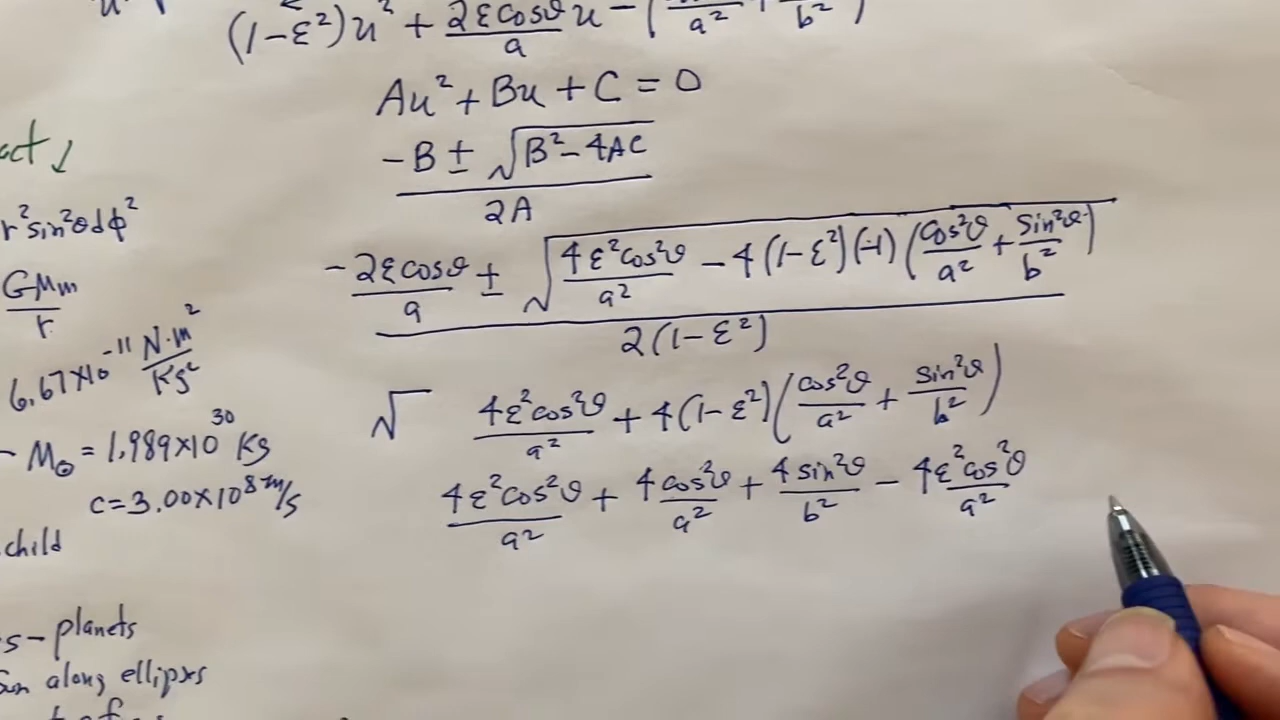 (1-ε²)u² + 2εcosθ/a u - (
a² + b² )
Au² + Bu + C = 0
-B ± √(B²-4AC)
2A
-2εcosθ/a ± √(4ε²cos²θ/a² - 4(1-ε²)(-1)(cos²θ/a² + sin²θ/b²))
2(1-ε²)
√ 4ε²cos²θ/a² + 4(1-ε²)(cos²θ/a² + sin²θ/b²)
4ε²cos²θ/a² + 4cos²θ/a² + 4sin²θ/b² - 4ε²cos²θ/a²
act ↓
r²sin²θdϕ²
GMm/r
6.67×10⁻¹¹ N·m²/Kg²
- M⊙ = 1.989×10³⁰ Kg
c=3.00×10⁸ m/s
child
s - planets
Sun along ellipses